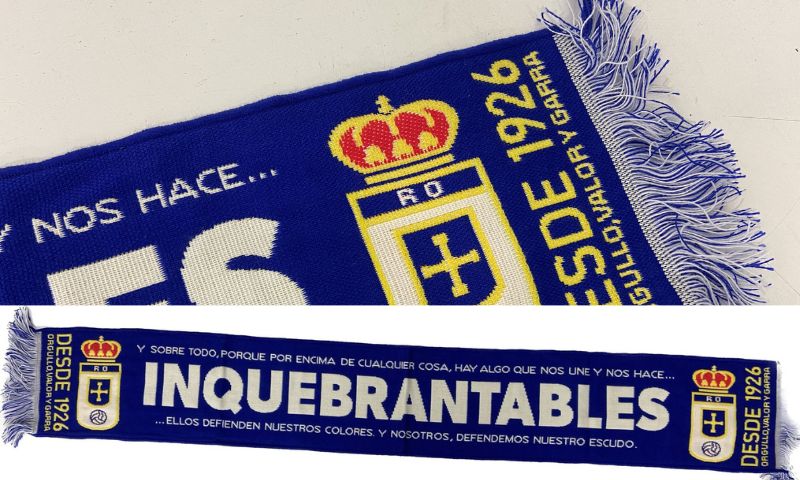 Y NOS HACE...
ES
RO
DESDE 1926
ORGULLO, VALOR Y GARRA
DESDE 1926
ORGULLO, VALOR Y GARRA
RO
Y SOBRE TODO, PORQUE POR ENCIMA DE CUALQUIER COSA, HAY ALGO QUE NOS UNE Y NOS HACE...
INQUEBRANTABLES
...ELLOS DEFIENDEN NUESTROS COLORES. Y NOSOTROS, DEFENDEMOS NUESTRO ESCUDO.
RO
DESDE 1926
ORGULLO, VALOR Y GARRA